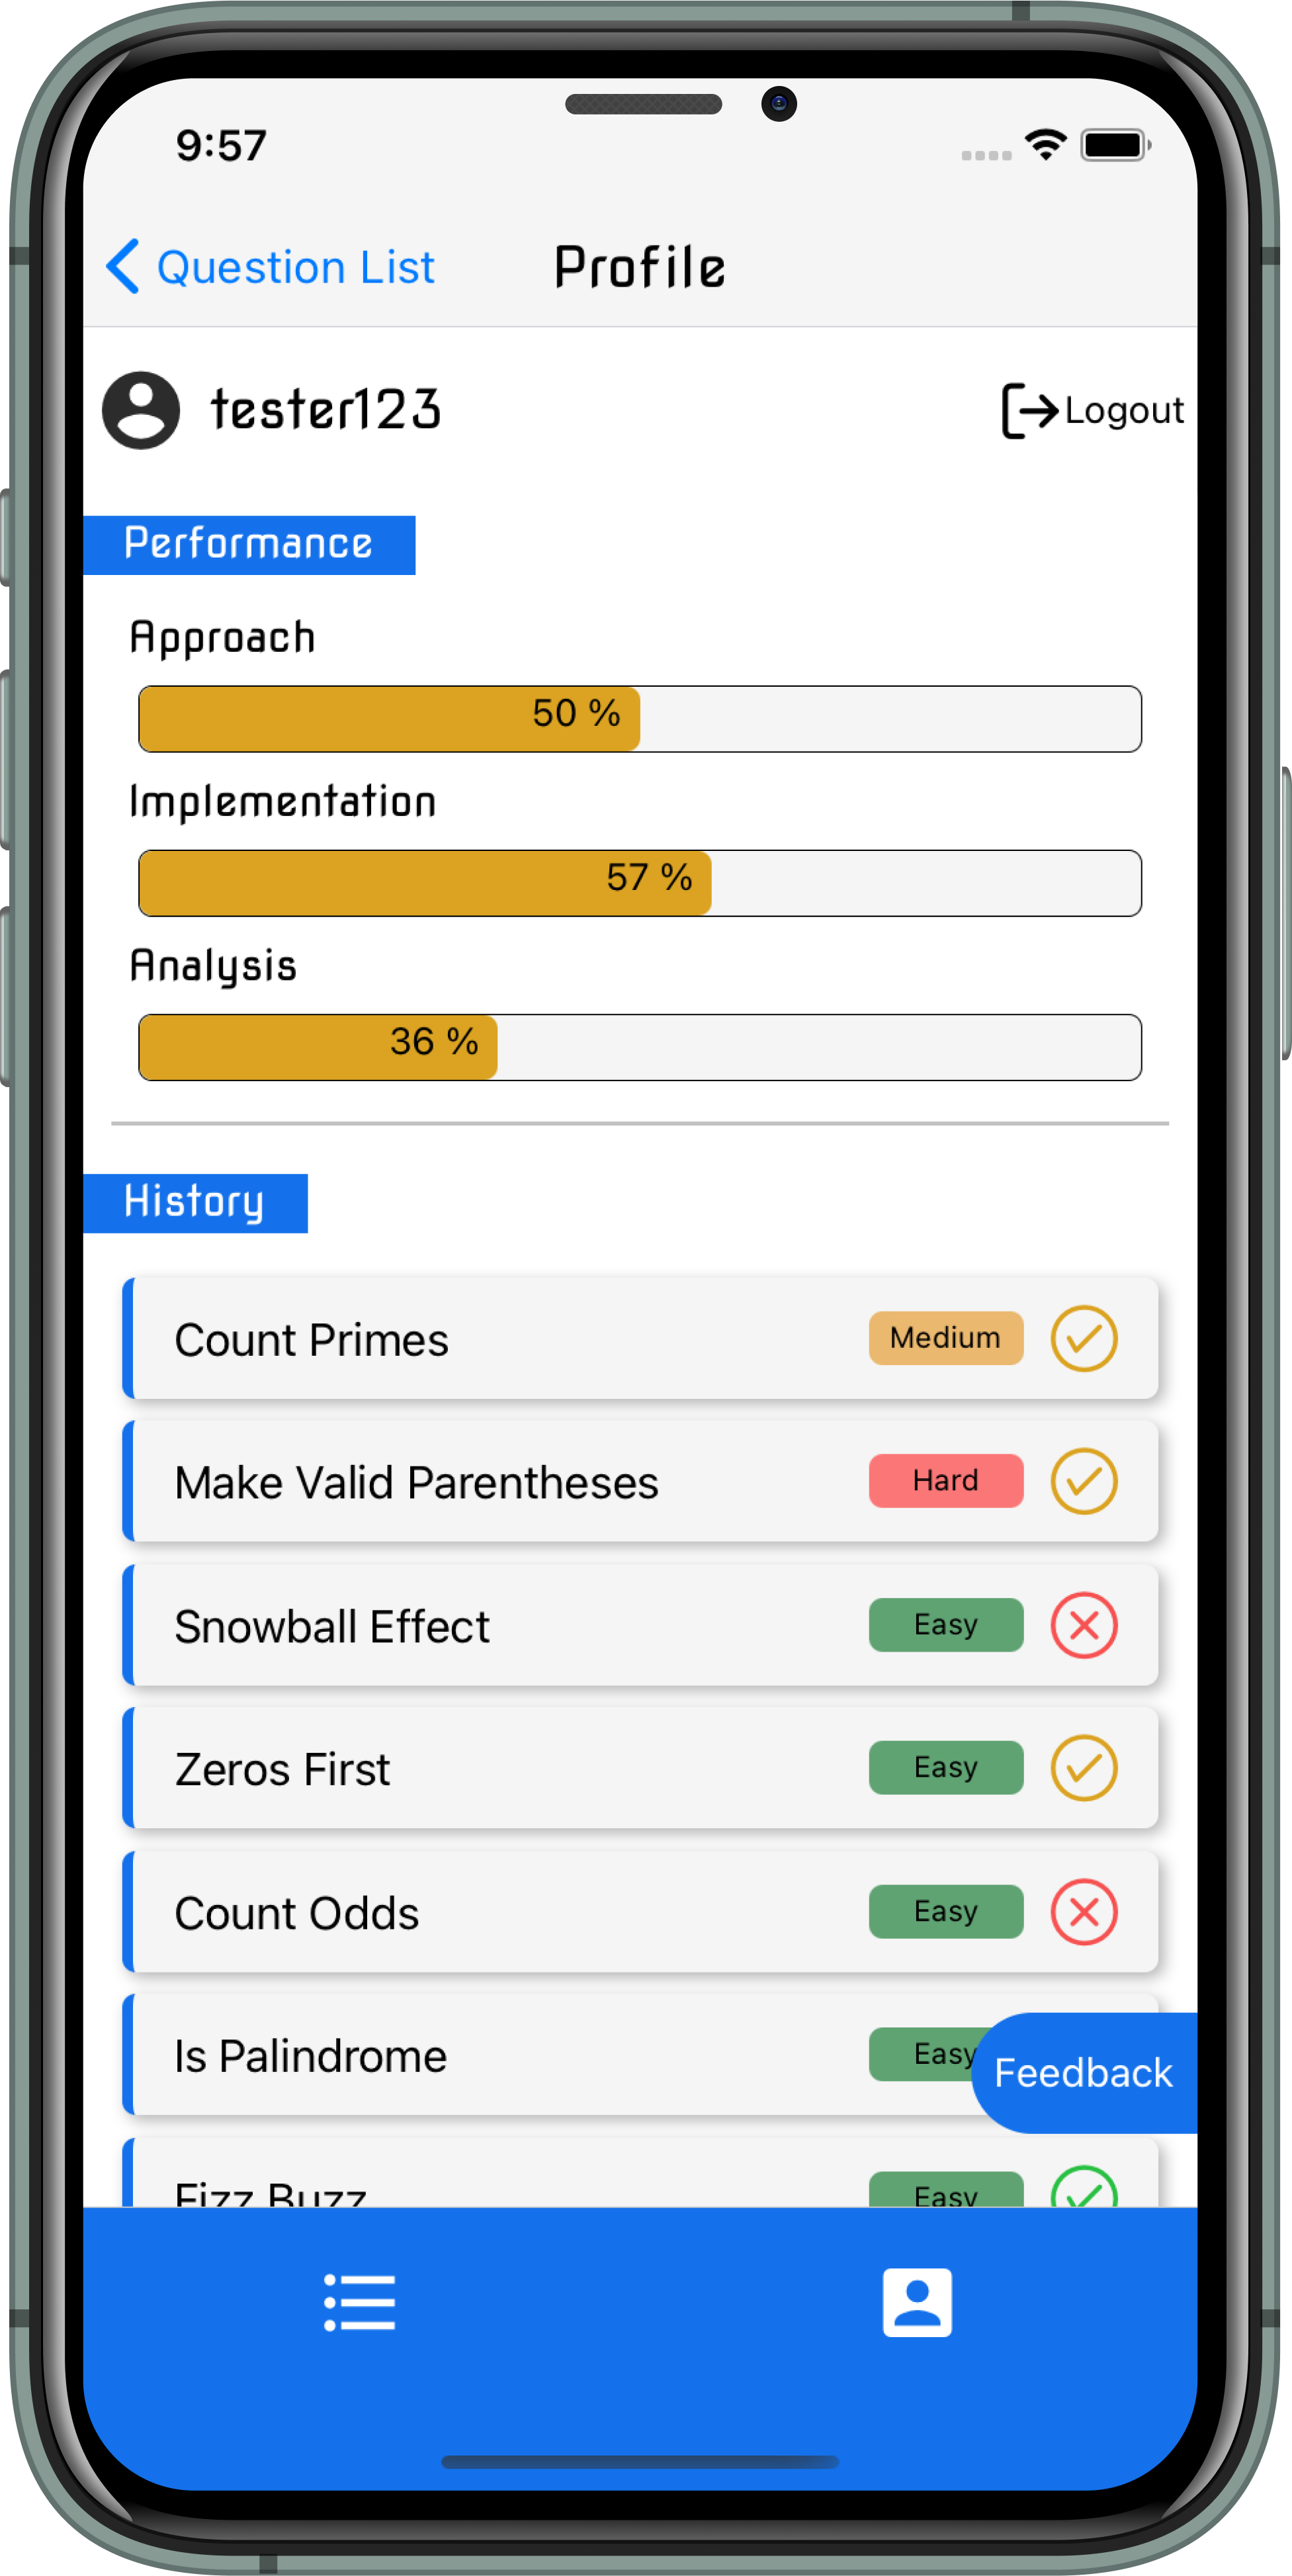 9:57
Question List Profile
tester123 Logout
Performance
Approach
50 %
Implementation
57 %
Analysis
36 %
History
Count Primes Medium
Make Valid Parentheses Hard
Snowball Effect Easy
Zeros First Easy
Count Odds Easy
Is Palindrome Easy
Feedback
Fizz Buzz Easy